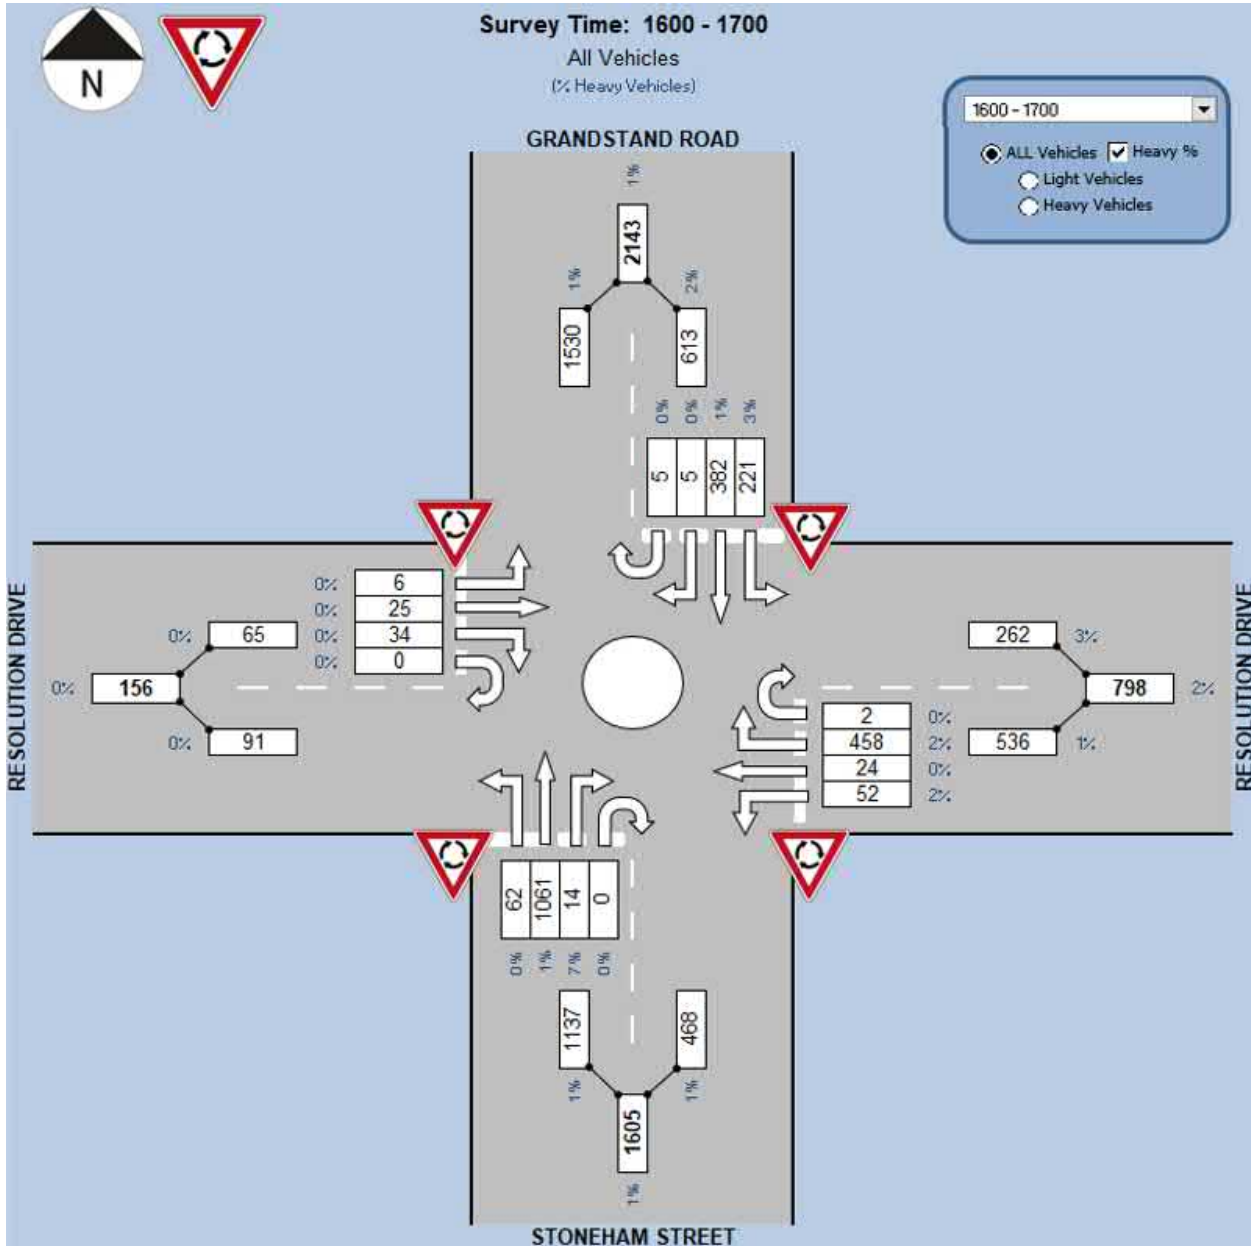 Survey Time: 1600 - 1700
All Vehicles
(% Heavy Vehicles)
N
1600 - 1700
ALL Vehicles Heavy %
Light Vehicles
Heavy Vehicles
GRANDSTAND ROAD
1%
2143
1% 2%
1530 613
0% 0% 1% 3%
5 5 382 221
RESOLUTION DRIVE
0% 6
0% 25
0% 34
0% 0
0% 65
0% 156
0% 91
RESOLUTION DRIVE
262 3%
798 2%
536 1%
2 0%
458 2%
24 0%
52 2%
62 1061 14 0
0% 1% 7% 0%
1137 468
1% 1%
1605
1%
STONEHAM STREET